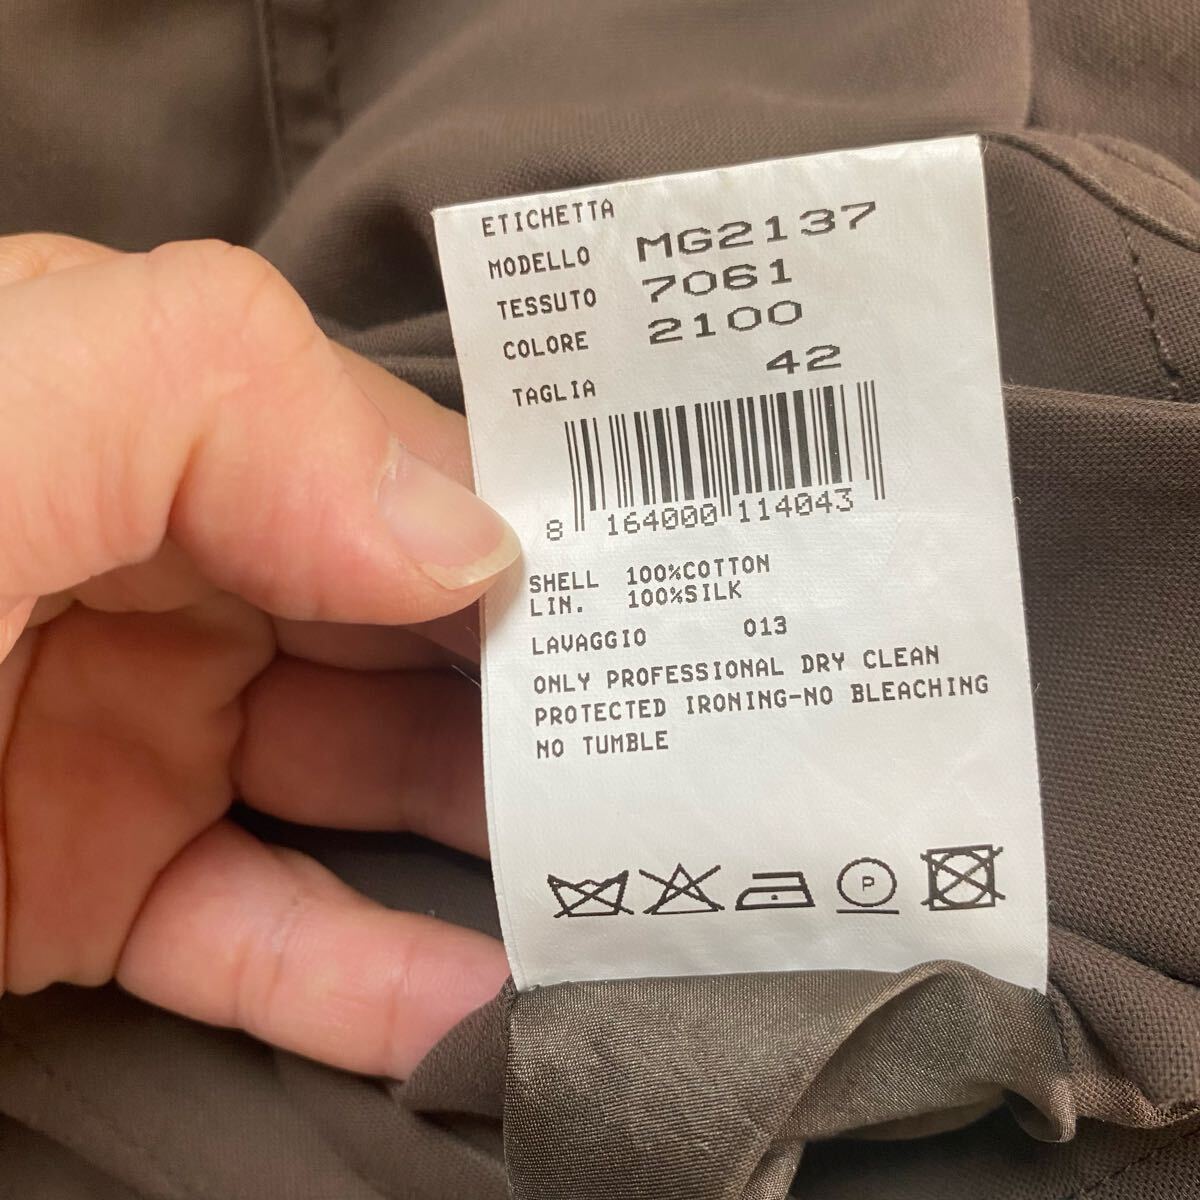 ETICHETTA
MODELLO MG2137
TESSUTO 7061
COLORE 2100
TAGLIA 42
8 164000 114043
SHELL 100%COTTON
LIN. 100%SILK
LAVAGGIO 013
ONLY PROFESSIONAL DRY CLEAN
PROTECTED IRONING-NO BLEACHING
NO TUMBLE
P